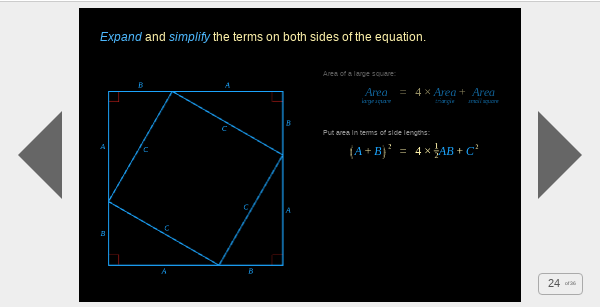 Expand and simplify the terms on both sides of the equation.
Area of a large square:
Area large square = 4 × Area triangle + Area small square
Put area in terms of side lengths:
(A + B)² = 4 × ½AB + C²
B A
A C C B
B C C A
A B
24 of 36